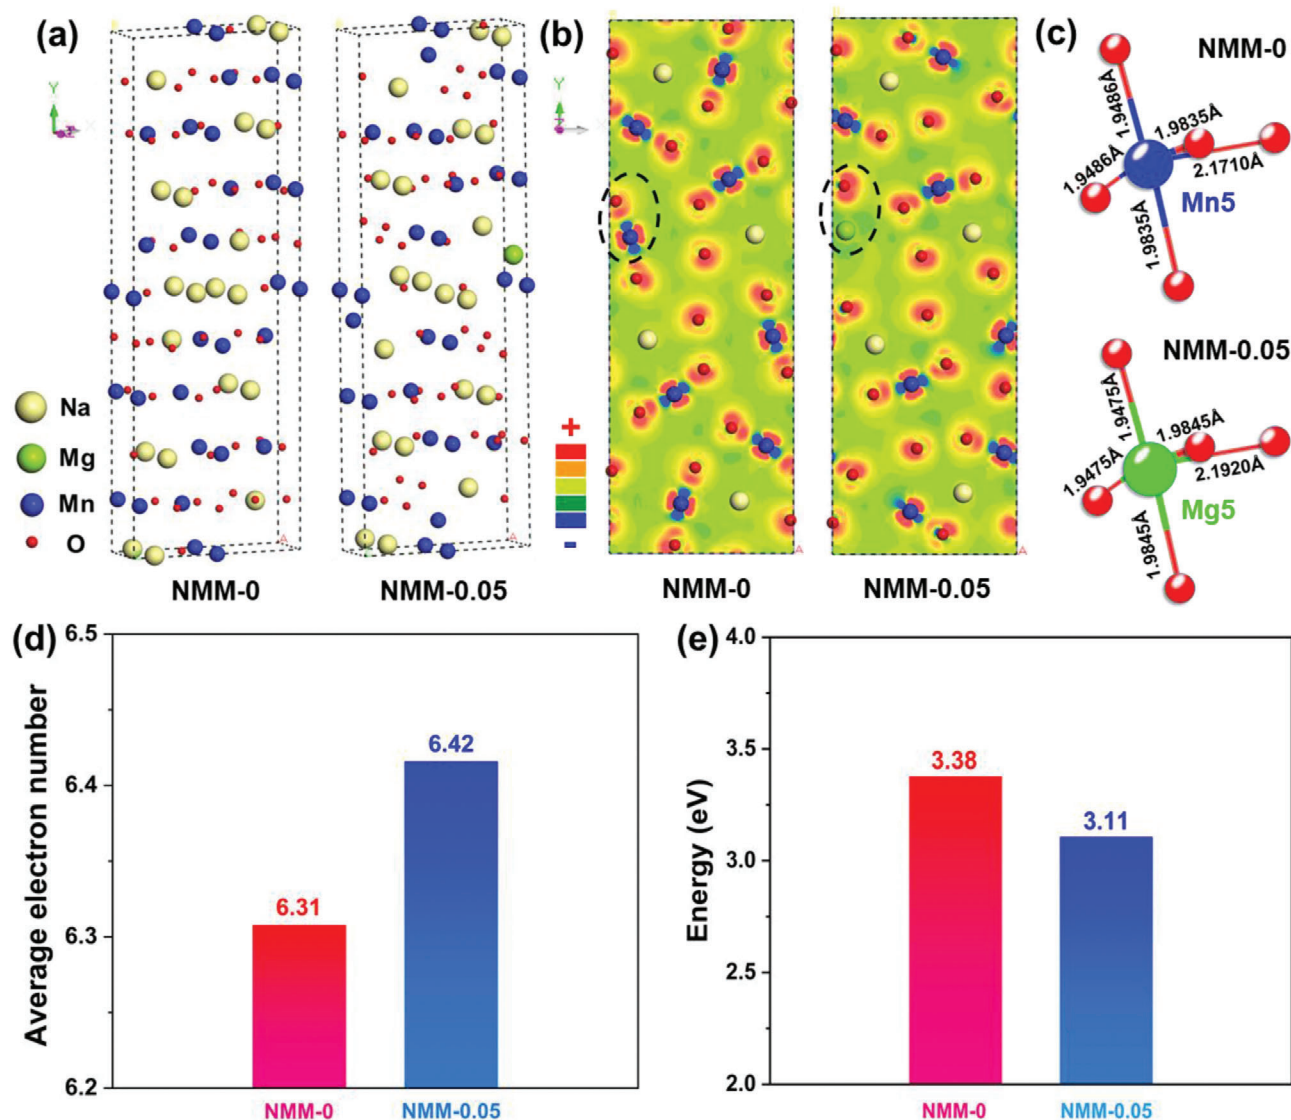 (a)
Y
Z
Na
Mg
Mn
O
A
A
NMM-0
NMM-0.05
(b)
Y
Z
+
-
A
A
NMM-0
NMM-0.05
(c)
NMM-0
1.9486Å
1.9835Å
1.9486Å
2.1710Å
Mn5
1.9835Å
NMM-0.05
1.9475Å
1.9845Å
1.9475Å
2.1920Å
Mg5
1.9845Å
(d)
Average electron number
6.5
6.4
6.3
6.2
6.31
6.42
NMM-0
NMM-0.05
(e)
Energy (eV)
4.0
3.5
3.0
2.5
2.0
3.38
3.11
NMM-0
NMM-0.05